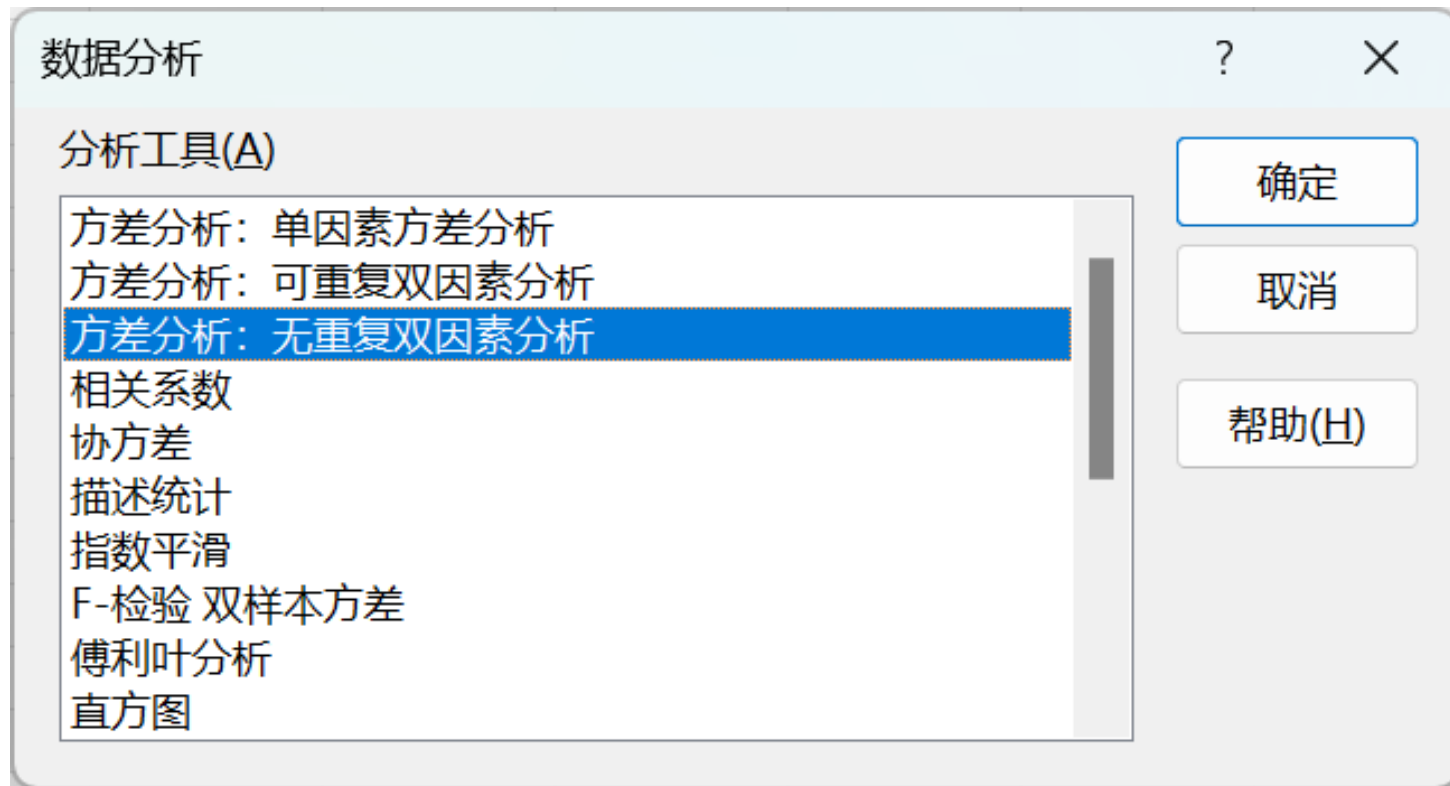 数据分析
?
分析工具(A)
方差分析：单因素方差分析
方差分析：可重复双因素分析
方差分析：无重复双因素分析
相关系数
协方差
描述统计
指数平滑
F-检验 双样本方差
傅利叶分析
直方图
确定
取消
帮助(H)